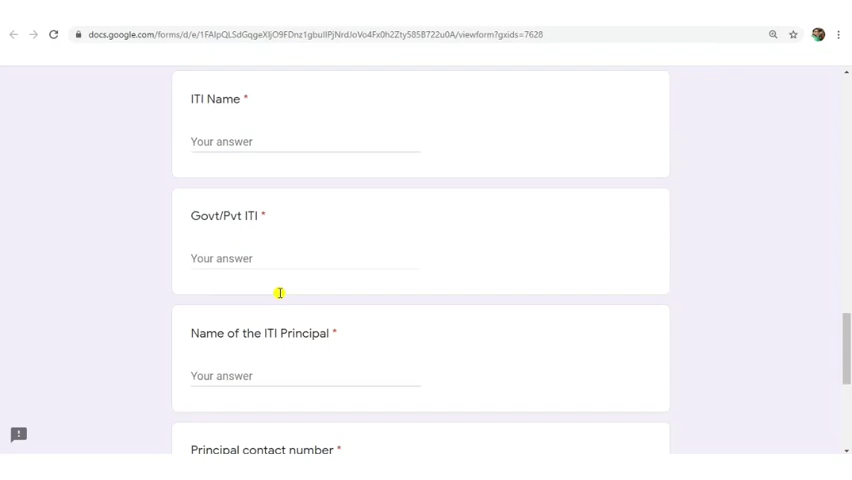 docs.google.com/forms/d/e/1FAIpQLSdGqgeXIjO9FDnz1gbuIIPjNrdJoVo4Fx0h2Zty585B722u0A/viewform?gxids=7628
ITI Name *
Your answer
Govt/Pvt ITI *
Your answer
Name of the ITI Principal *
Your answer
Principal contact number *